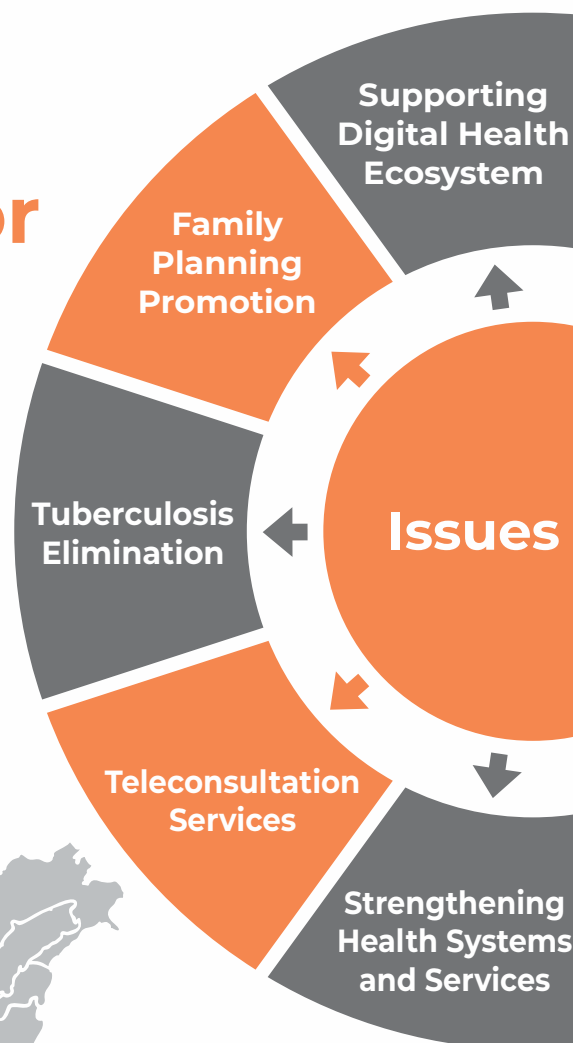 Supporting
Digital Health
Ecosystem
Family
Planning
Promotion
Tuberculosis
Elimination
Issues
Teleconsultation
Services
Strengthening
Health Systems
and Services